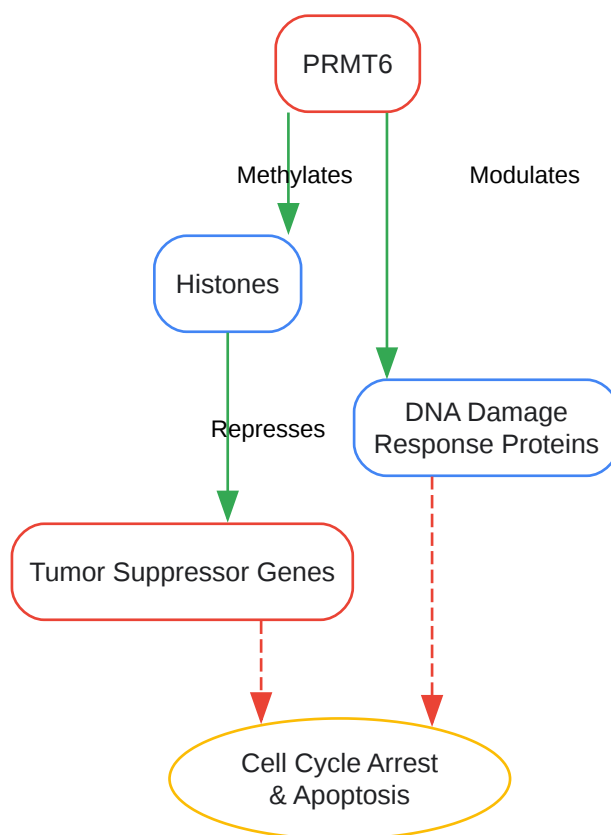 PRMT6
Methylates
Modulates
Histones
DNA Damage
Response Proteins
Represses
Tumor Suppressor Genes
Cell Cycle Arrest
& Apoptosis